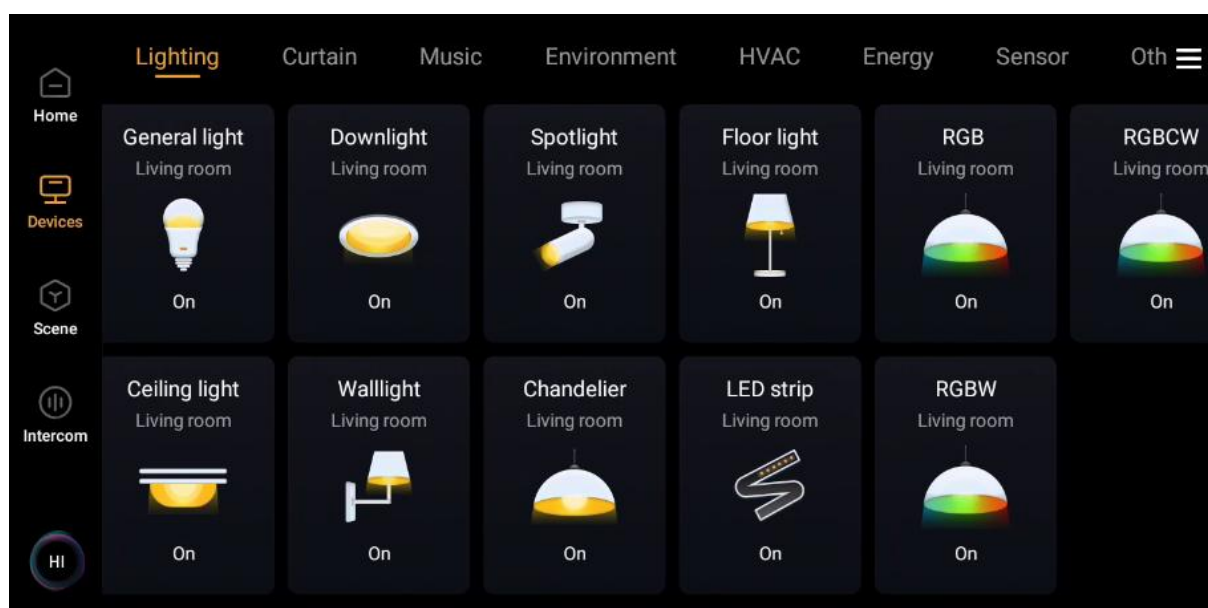 Lighting Curtain Music Environment HVAC Energy Sensor Oth
Home
Devices
Scene
Intercom
HI
General light
Living room
On
Downlight
Living room
On
Spotlight
Living room
On
Floor light
Living room
On
RGB
Living room
On
RGBCW
Living room
On
Ceiling light
Living room
On
Walllight
Living room
On
Chandelier
Living room
On
LED strip
Living room
On
RGBW
Living room
On